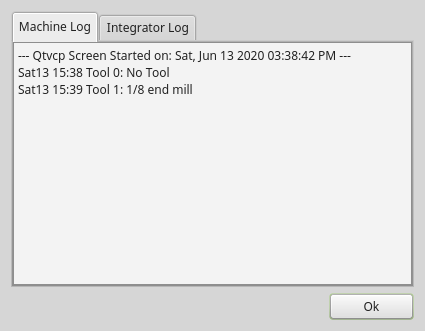 Machine Log
Integrator Log
--- Qtvcp Screen Started on: Sat, Jun 13 2020 03:38:42 PM ---
Sat13 15:38 Tool 0: No Tool
Sat13 15:39 Tool 1: 1/8 end mill
Ok